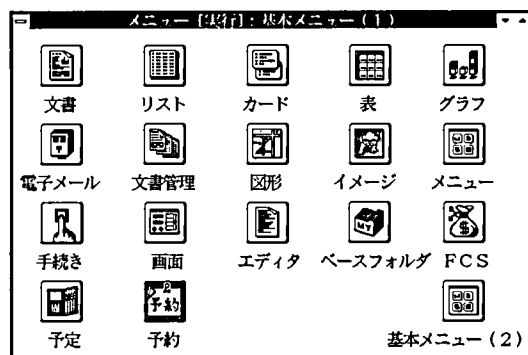 メニュー [実行]：基本メニュー(1)
文書 リスト カード 表 グラフ
電子メール 文書管理 図形 イメージ メニュー
手続き 画面 エディタ ベースフォルダ FCS
予約
予定 予約 基本メニュー(2)